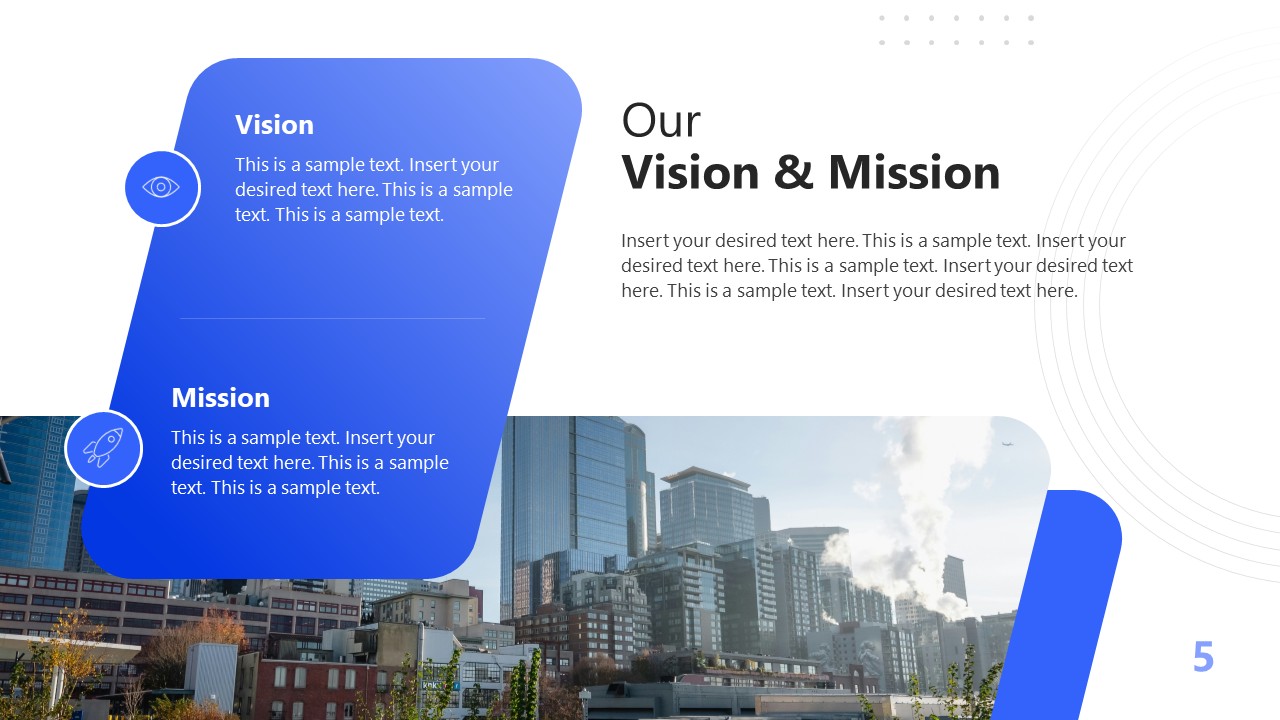 Vision
This is a sample text. Insert your
desired text here. This is a sample
text. This is a sample text.
Mission
This is a sample text. Insert your
desired text here. This is a sample
text. This is a sample text.
Our
Vision & Mission
Insert your desired text here. This is a sample text. Insert your
desired text here. This is a sample text. Insert your desired text
here. This is a sample text. Insert your desired text here.
5